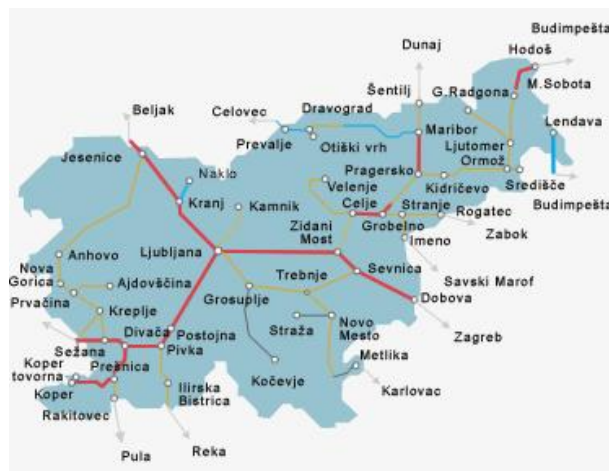 Budimpešta
Dunaj
Hodoš
M.Sobota
Šentilj
G.Radgona
Beljak
Celovec
Dravograd
Lendava
Maribor
Prevalje
Otiški vrh
Ljutomer
Jesenice
Pragersko
Ormož
Naklo
Velenje
Kidričevo
Središče
Kranj
Kamnik
Celje
Stranje
Rogatec
Budimpešta
Zidani
Most
Grobelno
Imeno
Zabok
Anhovo
Ljubljana
Nova
Gorica
Ajdovščina
Trebnje
Sevnica
Savski Marof
Prvačina
Grosuplje
Dobova
Kreplje
Divača
Postojna
Straža
Novo
Mesto
Zagreb
Sežana
Pivka
Metlika
Koper
tovorna
Prešnica
Kočevje
Karlovac
Koper
Ilirska
Bistrica
Rakitovec
Pula
Reka